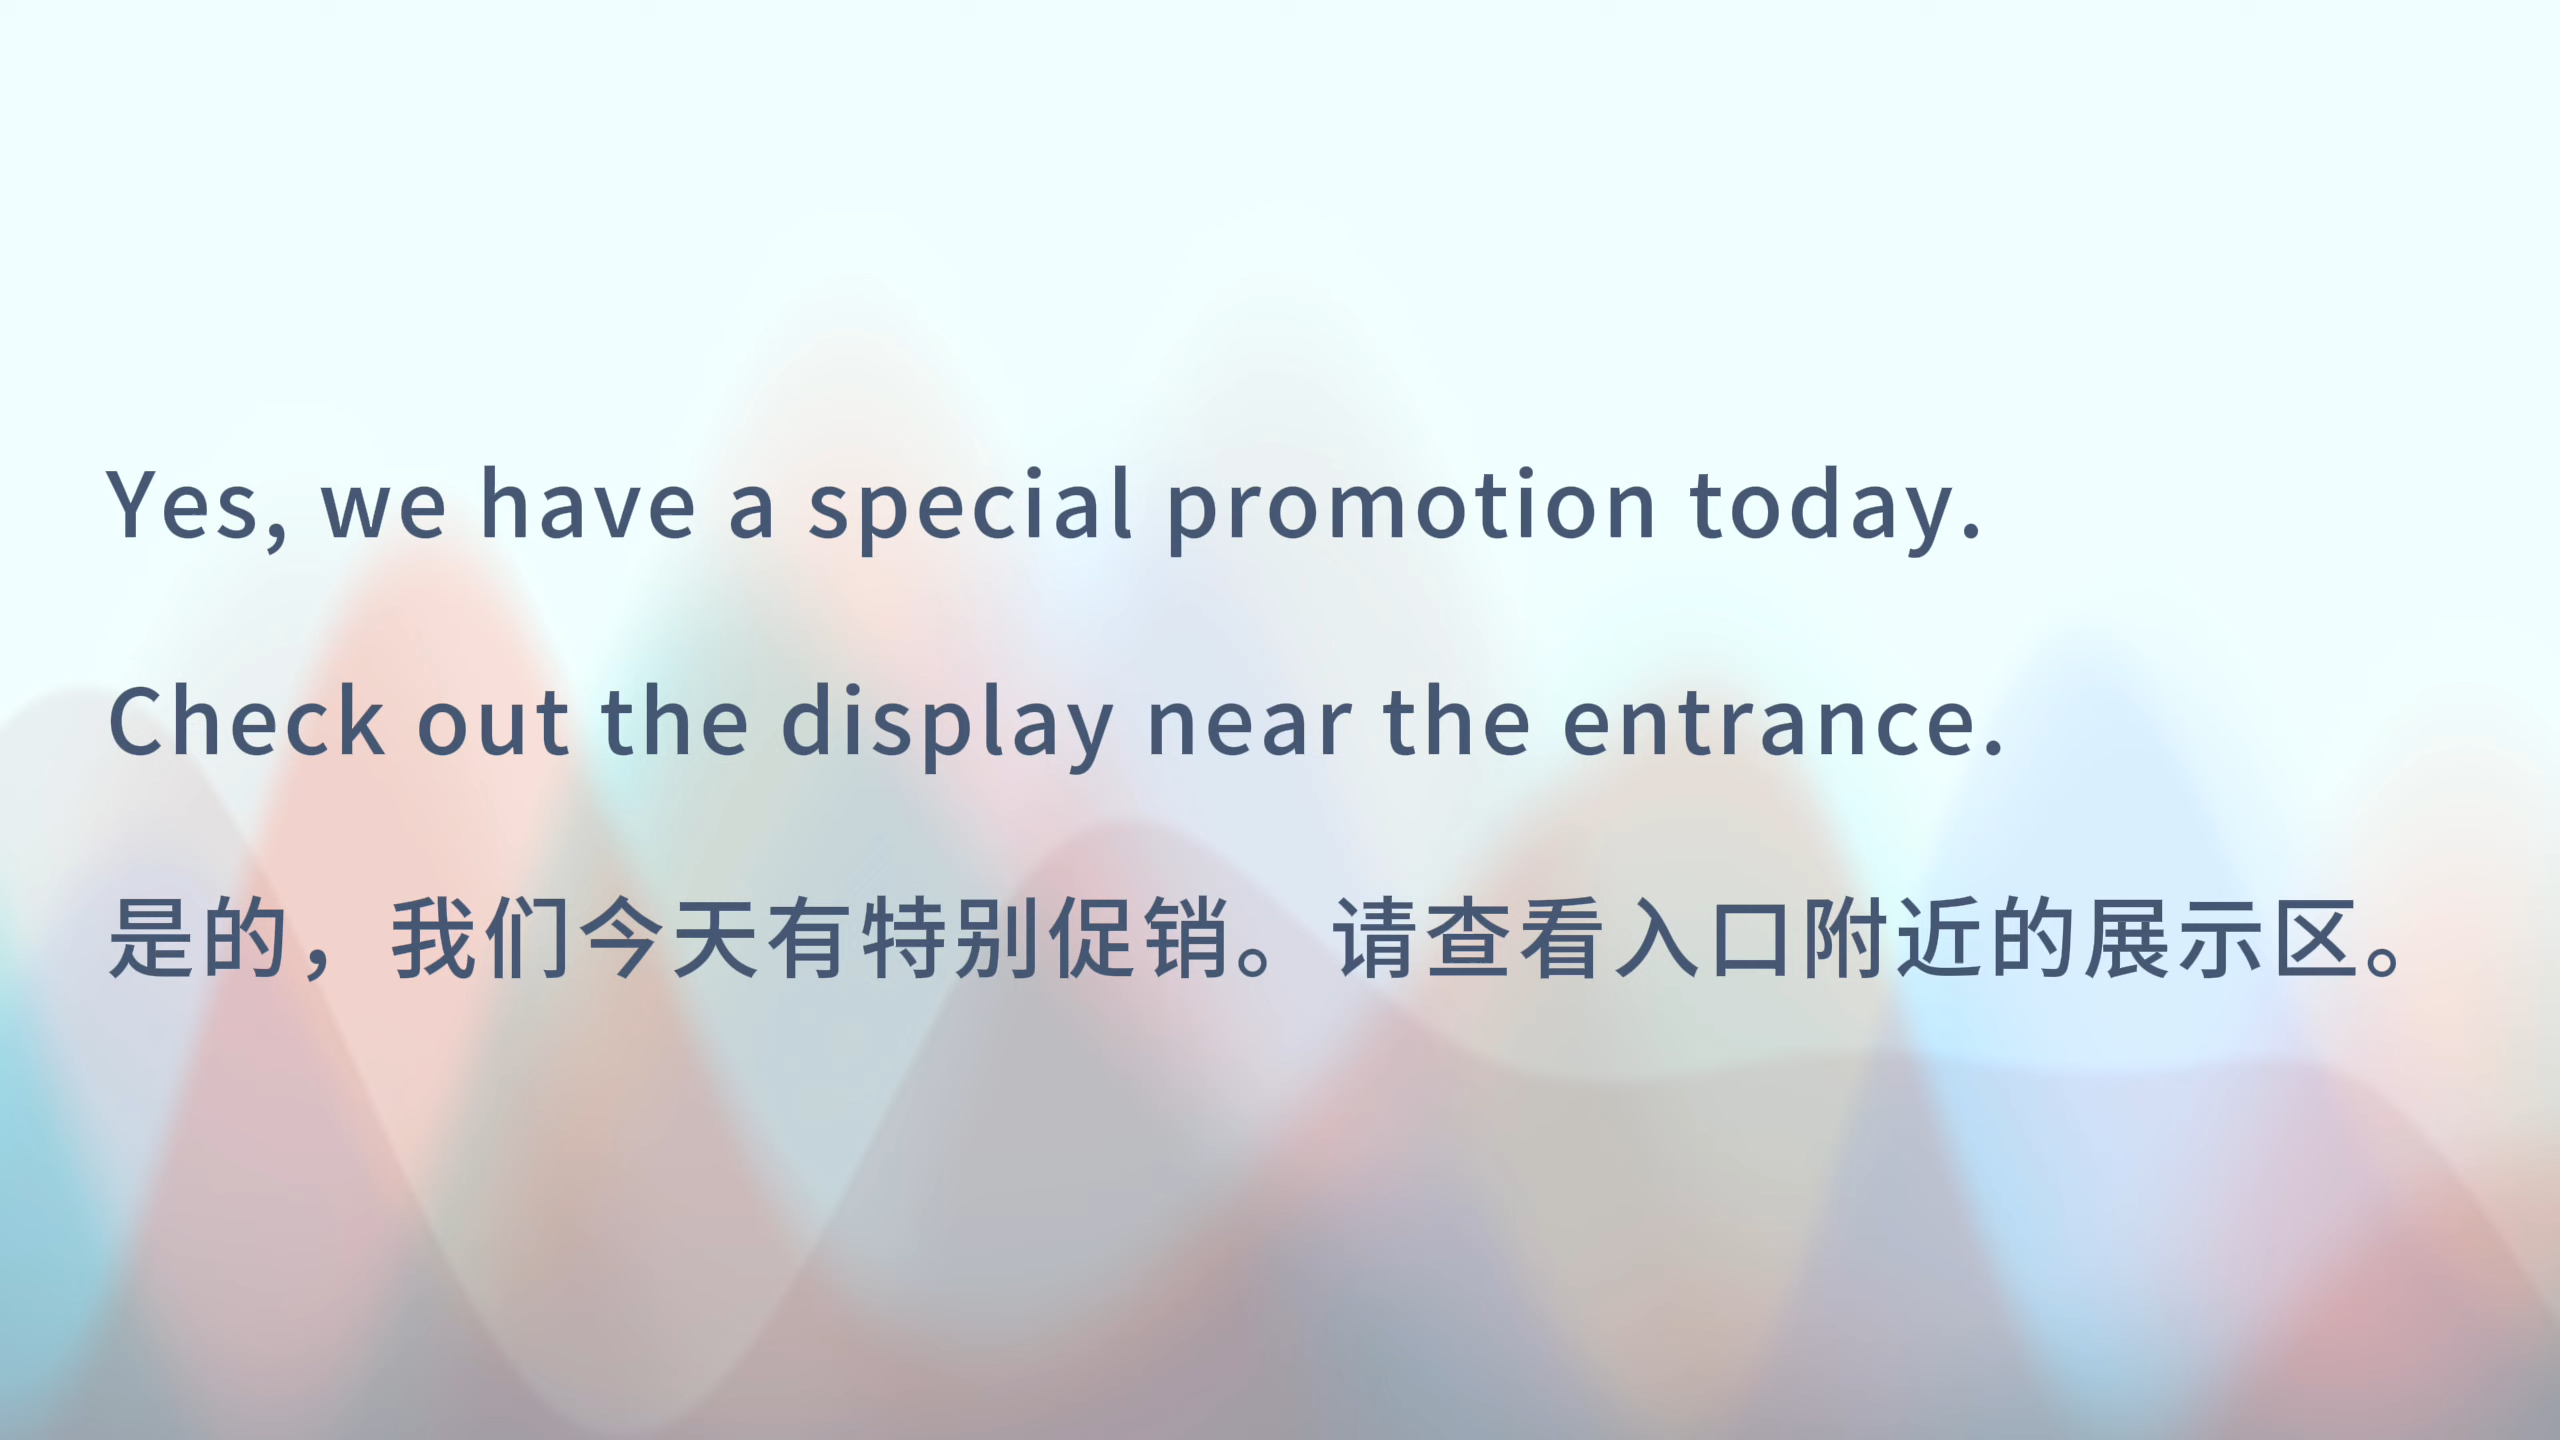 Yes, we have a special promotion today.
Check out the display near the entrance.
是的，我们今天有特别促销。请查看入口附近的展示区。